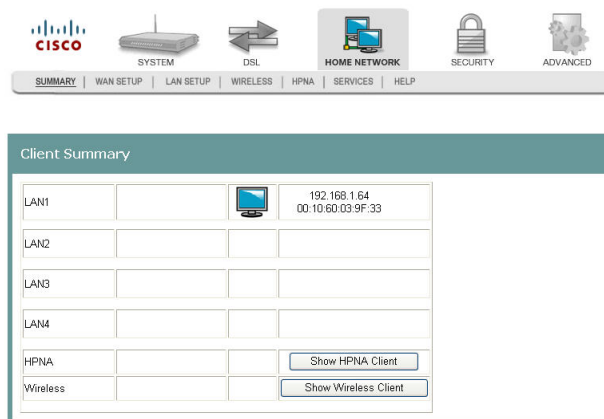 CISCO
SYSTEM DSL HOME NETWORK SECURITY ADVANCED
SUMMARY | WAN SETUP | LAN SETUP | WIRELESS | HPNA | SERVICES | HELP
Client Summary
LAN1 192.168.1.64
00:10:60:03:9F:33
LAN2
LAN3
LAN4
HPNA Show HPNA Client
Wireless Show Wireless Client